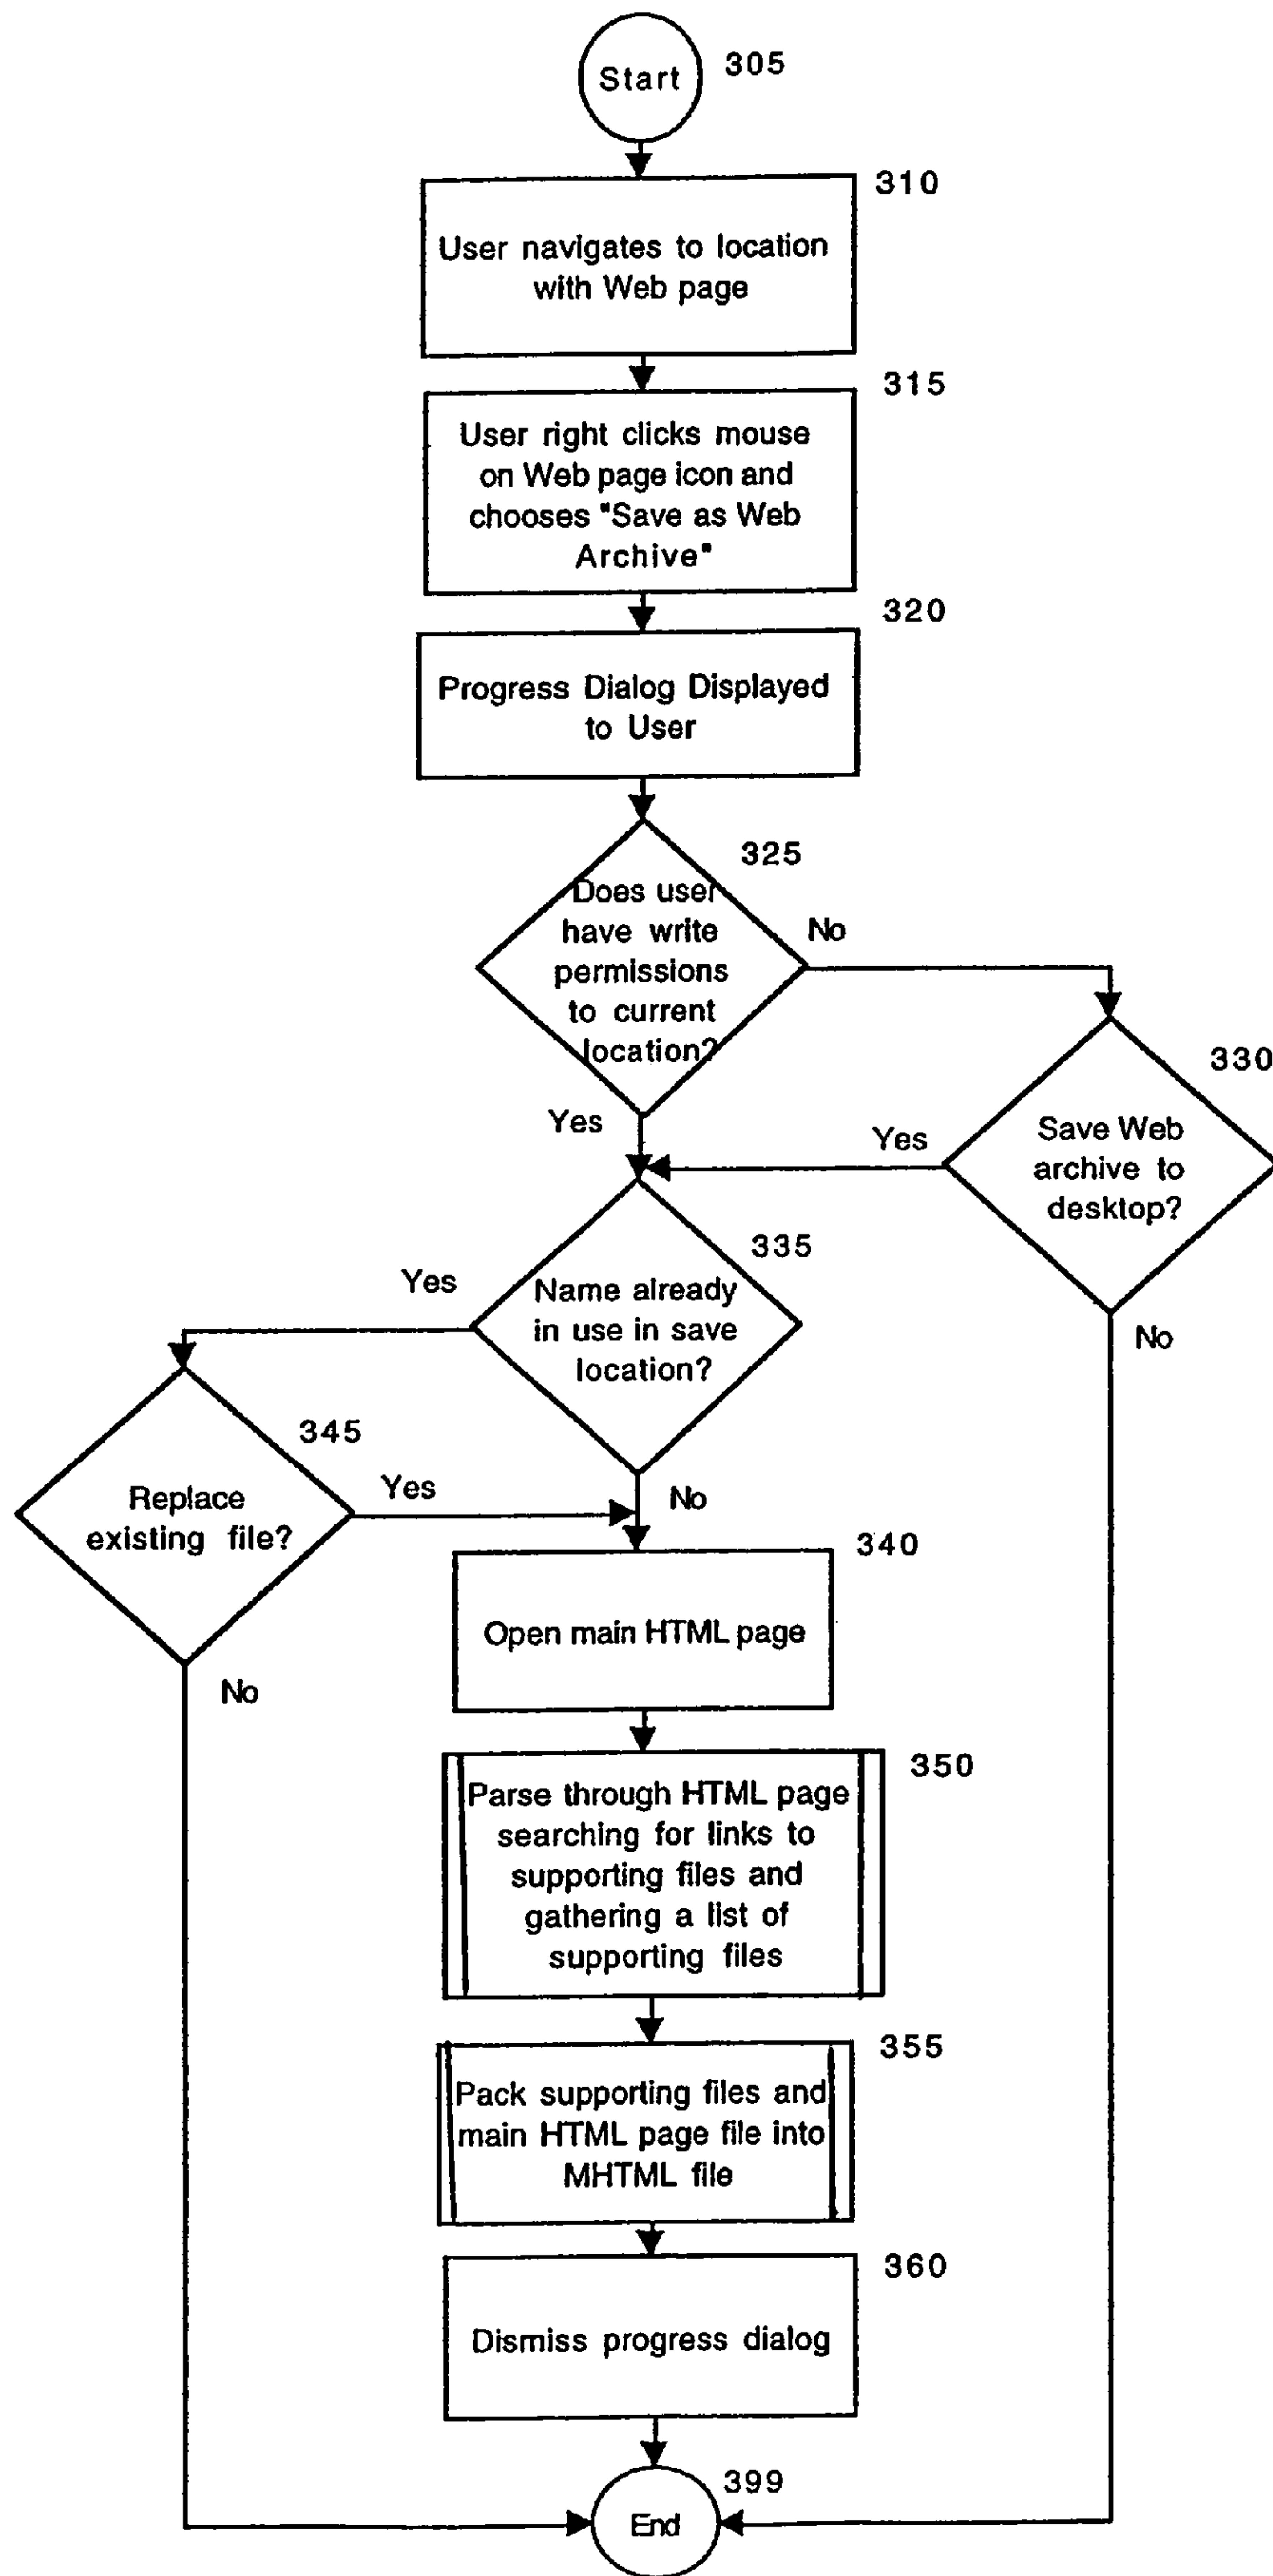 Start
305
310
User navigates to location
with Web page
315
User right clicks mouse
on Web page icon and
chooses "Save as Web
Archive"
320
Progress Dialog Displayed
to User
325
Does user
have write
permissions
to current
location?
No
Yes
330
Save Web
archive to
desktop?
Yes
No
335
Name already
in use in save
location?
Yes
No
345
Replace
existing file?
Yes
No
340
Open main HTML page
350
Parse through HTML page
searching for links to
supporting files and
gathering a list of
supporting files
355
Pack supporting files and
main HTML page file into
MHTML file
360
Dismiss progress dialog
399
End